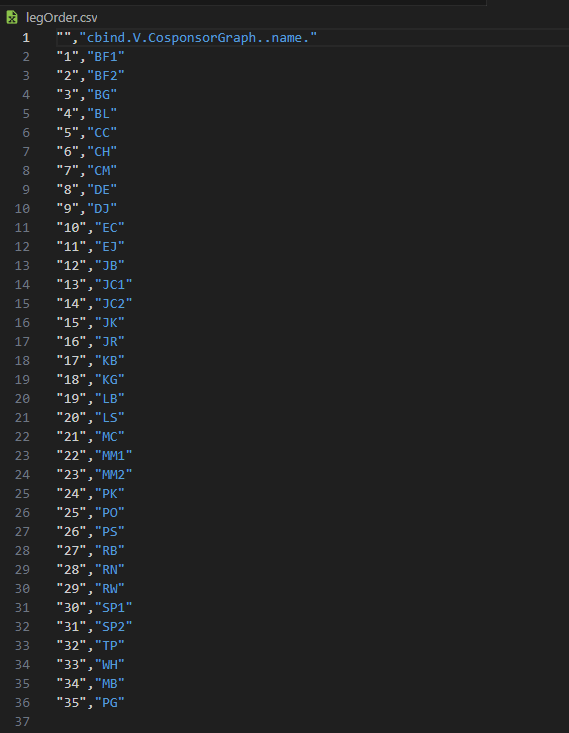 legOrder.csv
1 "","cbind.V.CosponsorGraph..name."
2 "1","BF1"
3 "2","BF2"
4 "3","BG"
5 "4","BL"
6 "5","CC"
7 "6","CH"
8 "7","CM"
9 "8","DE"
10 "9","DJ"
11 "10","EC"
12 "11","EJ"
13 "12","JB"
14 "13","JC1"
15 "14","JC2"
16 "15","JK"
17 "16","JR"
18 "17","KB"
19 "18","KG"
20 "19","LB"
21 "20","LS"
22 "21","MC"
23 "22","MM1"
24 "23","MM2"
25 "24","PK"
26 "25","PO"
27 "26","PS"
28 "27","RB"
29 "28","RN"
30 "29","RW"
31 "30","SP1"
32 "31","SP2"
33 "32","TP"
34 "33","WH"
35 "34","MB"
36 "35","PG"
37